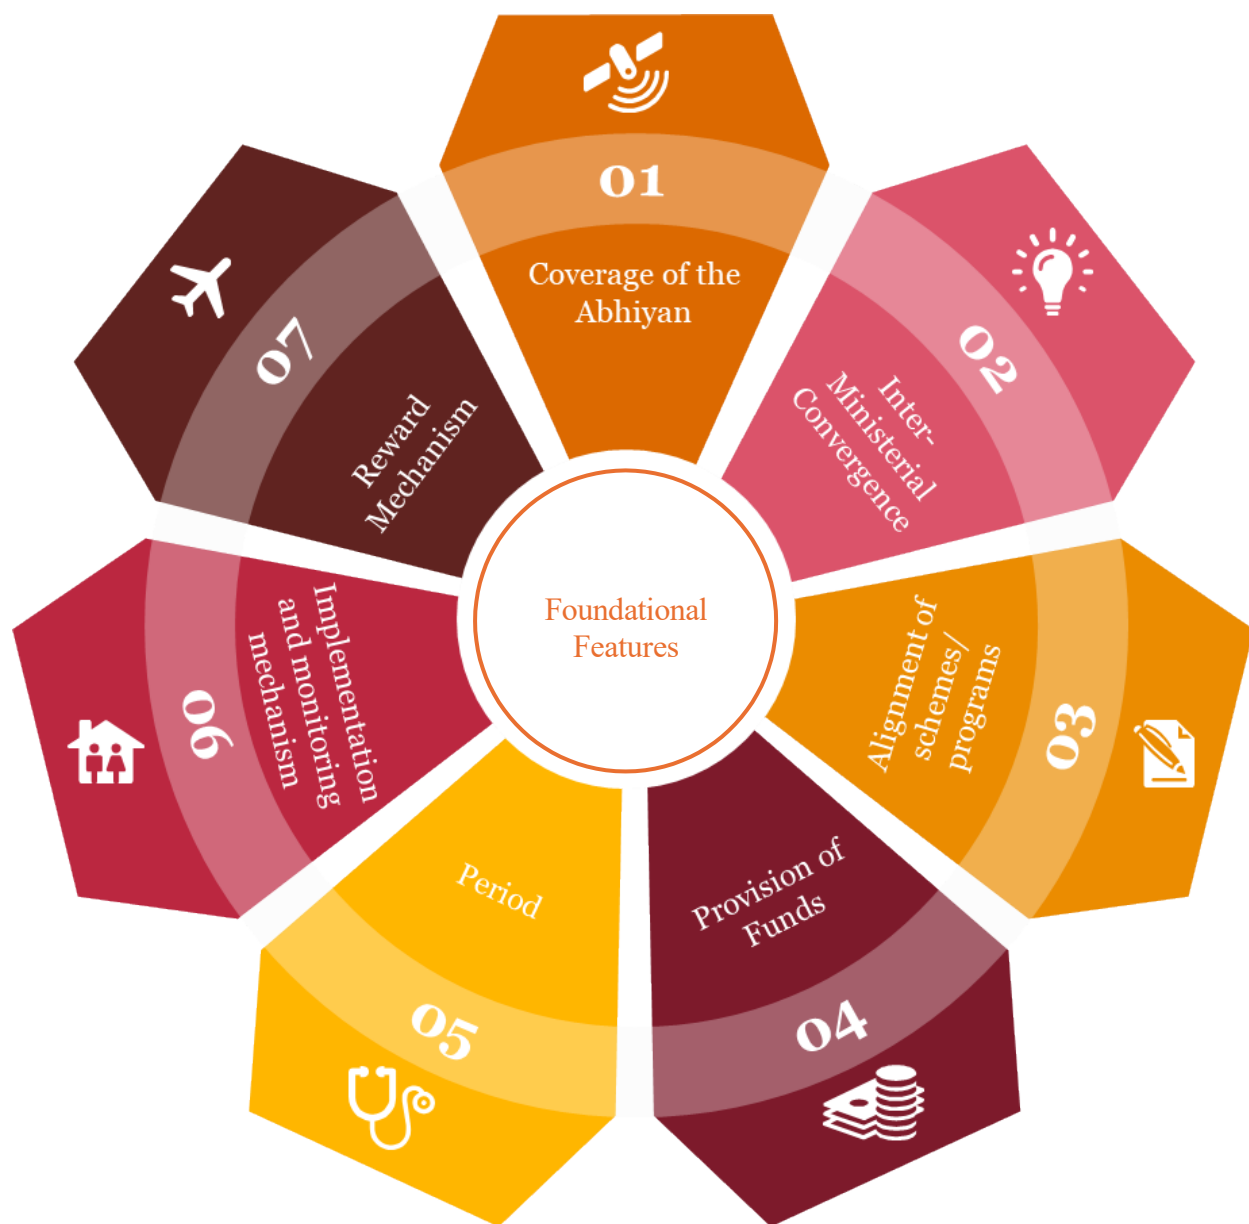 01
Coverage of the
Abhiyan
02
Inter-
Ministerial
Convergence
03
Alignment of
schemes/
programs
04
Provision of
Funds
05
Period
06
Implementation
and monitoring
mechanism
07
Reward
Mechanism
Foundational
Features